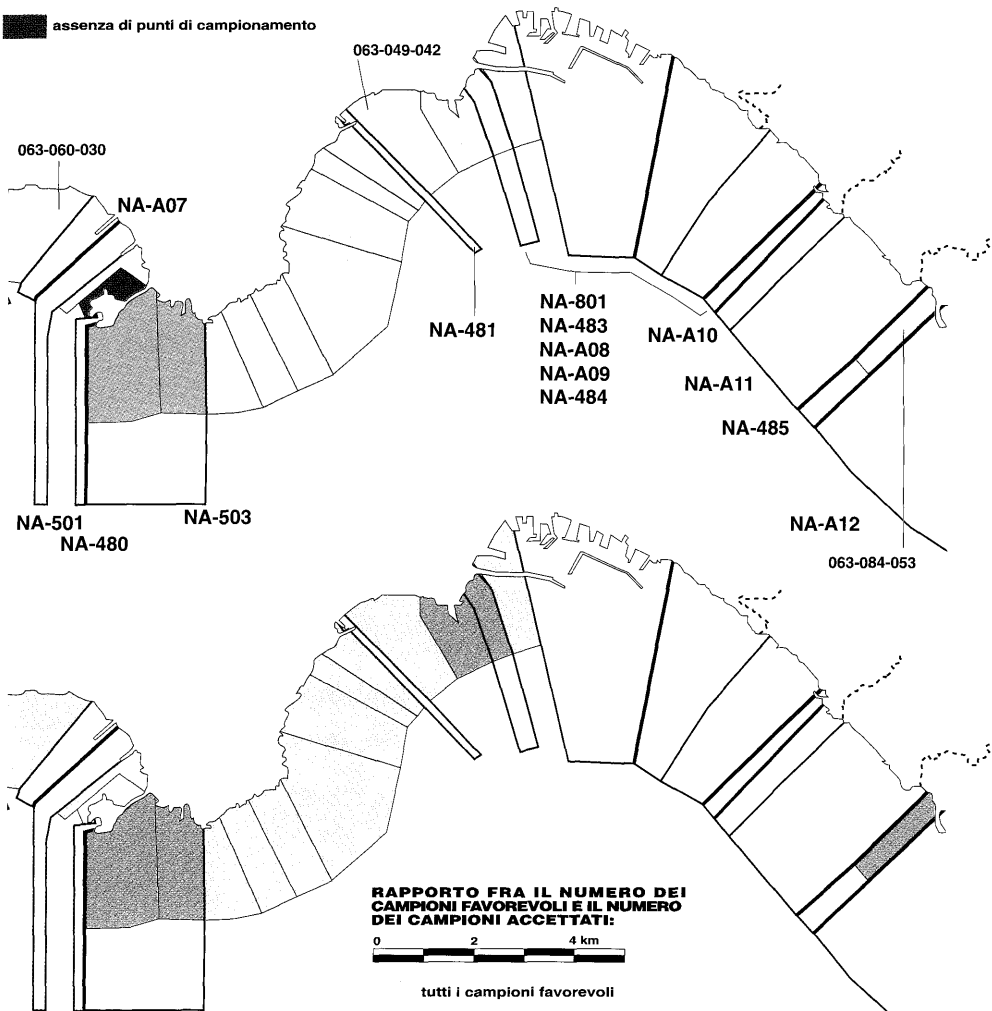 assenza di punti di campionamento
063-049-042
063-060-030
NA-A07
NA-481
NA-801
NA-483
NA-A08
NA-A09
NA-484
NA-A10
NA-A11
NA-485
NA-501
NA-480
NA-503
NA-A12
063-084-053
RAPPORTO FRA IL NUMERO DEI
CAMPIONI FAVOREVOLI E IL NUMERO
DEI CAMPIONI ACCETTATI:
0 2 4 km
tutti i campioni favorevoli